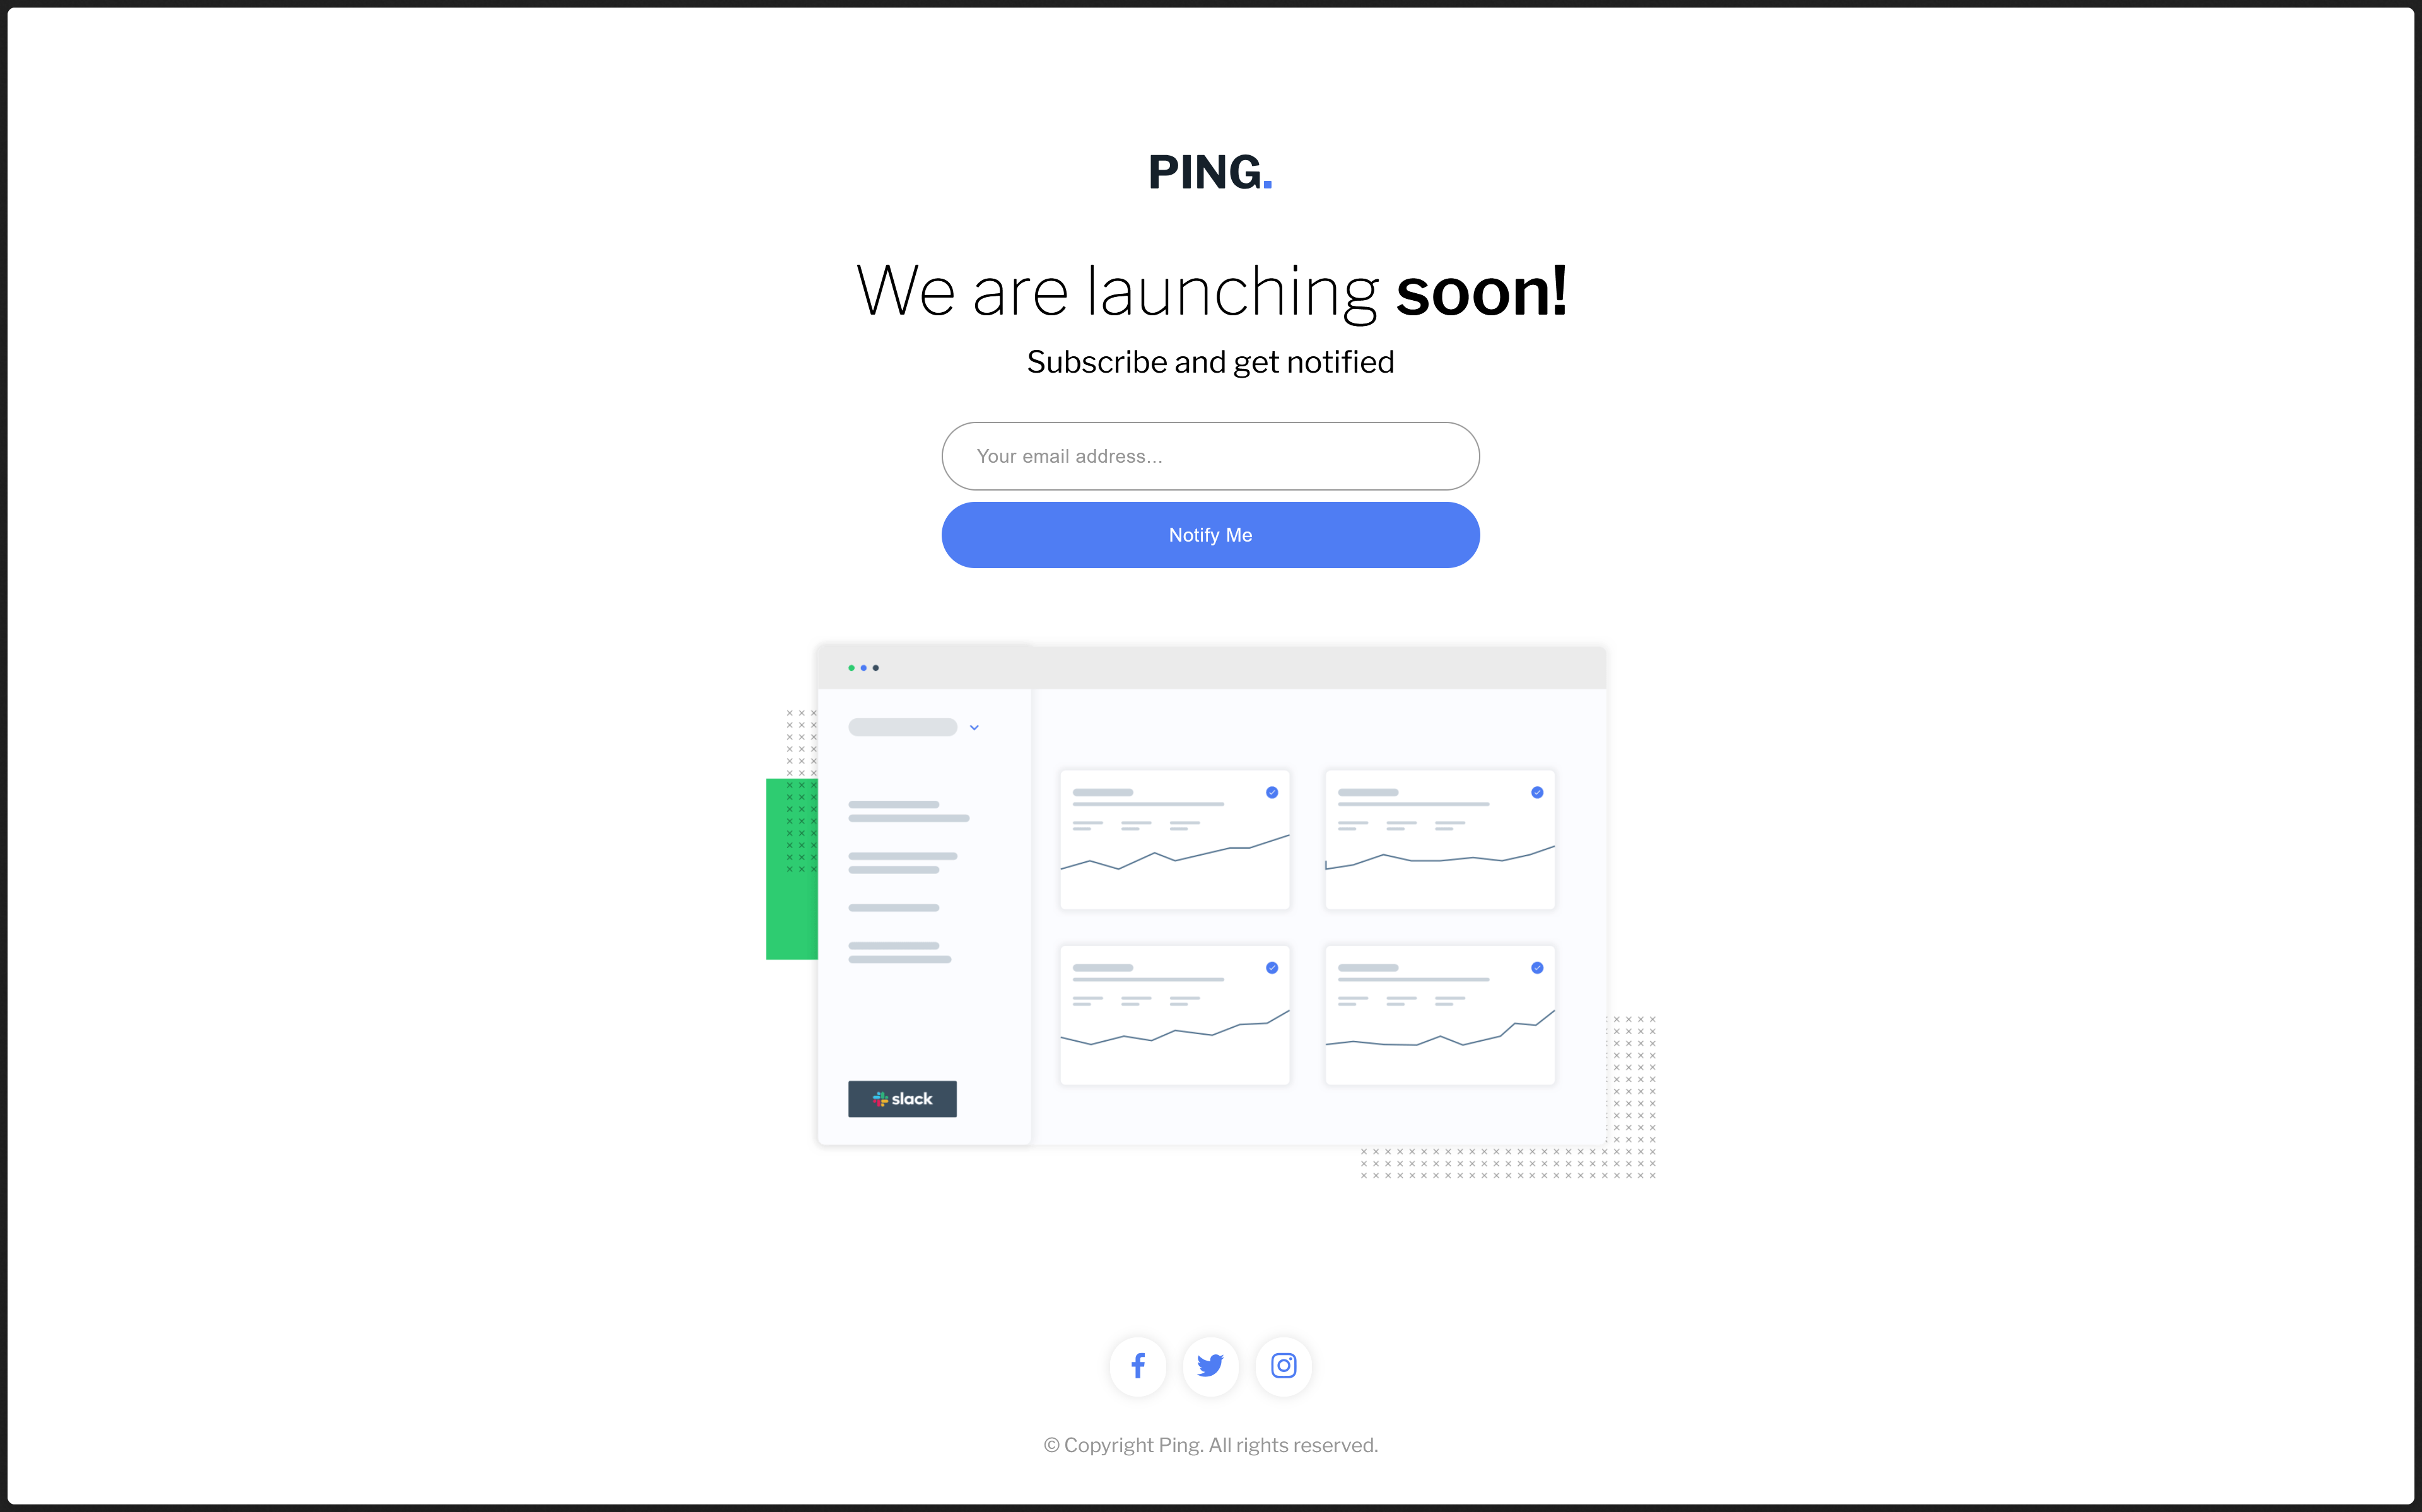 PING.
We are launching soon!
Subscribe and get notified
Your email address...
Notify Me
slack
© Copyright Ping. All rights reserved.